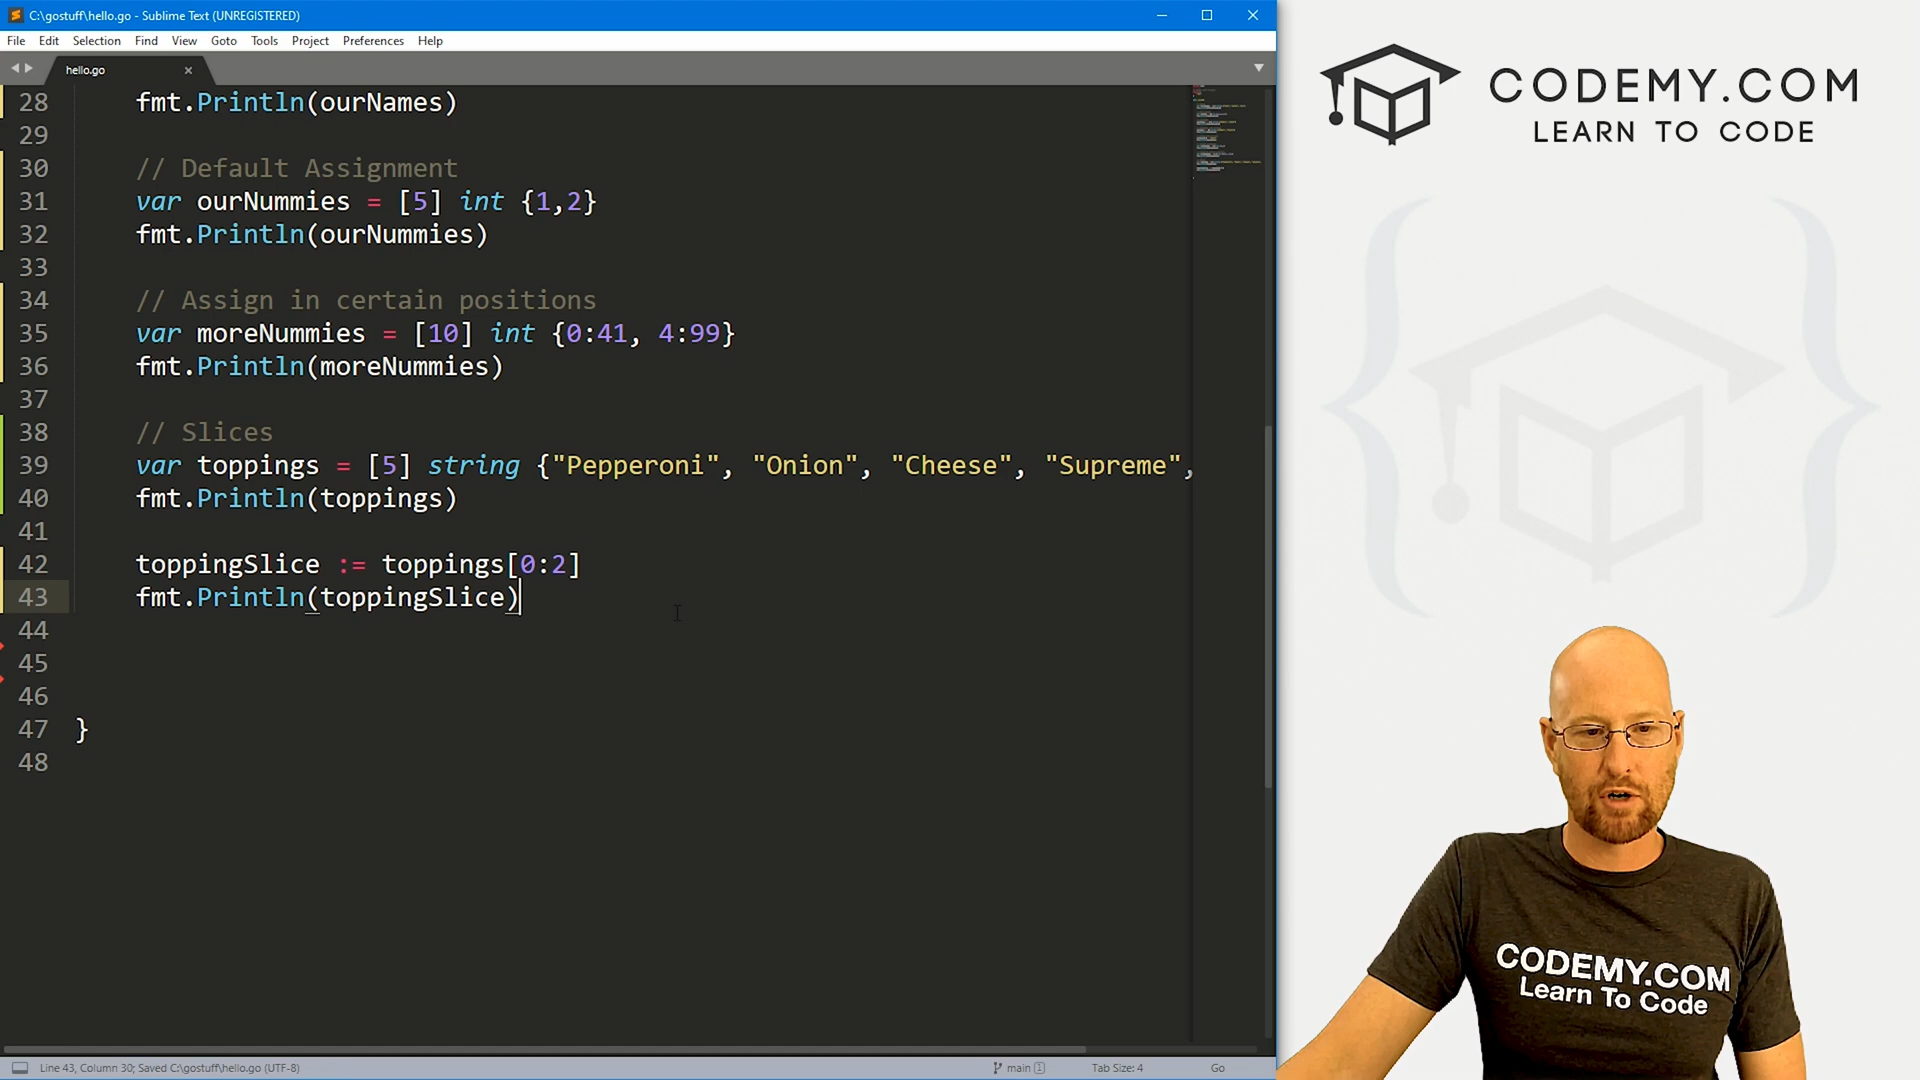 C:\gostuff\hello.go - Sublime Text (UNREGISTERED)
File Edit Selection Find View Goto Tools Project Preferences Help
hello.go
28 fmt.Println(ourNames)
29
30 // Default Assignment
31 var ourNummies = [5] int {1,2}
32 fmt.Println(ourNummies)
33
34 // Assign in certain positions
35 var moreNummies = [10] int {0:41, 4:99}
36 fmt.Println(moreNummies)
37
38 // Slices
39 var toppings = [5] string {"Pepperoni", "Onion", "Cheese", "Supreme",
40 fmt.Println(toppings)
41
42 toppingSlice := toppings[0:2]
43 fmt.Println(toppingSlice)
44
45
46
47 }
48
Line 43, Column 30; Saved C:\gostuff\hello.go (UTF-8)
main 1
Tab Size: 4
Go
CODEMY.COM
LEARN TO CODE
CODEMY.COM
Learn To Code